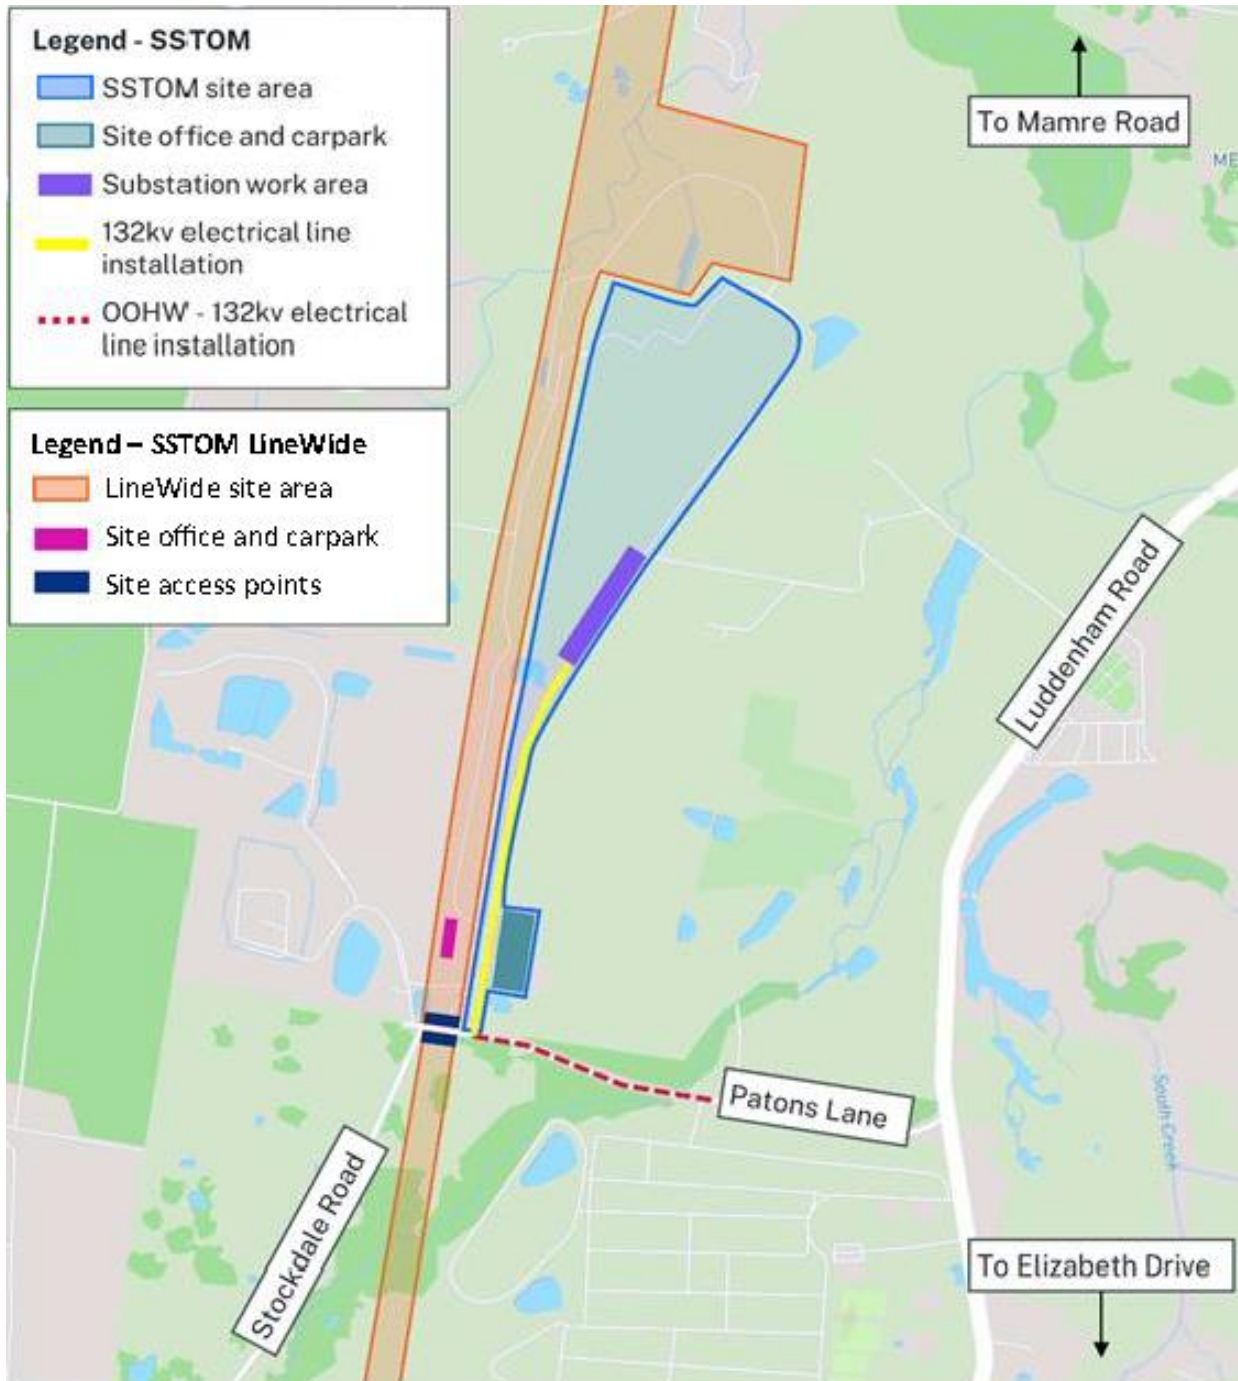 Legend - SSTOM
SSTOM site area
Site office and carpark
Substation work area
132kv electrical line
installation
OOHW - 132kv electrical
line installation
Legend – SSTOM LineWide
LineWide site area
Site office and carpark
Site access points
To Mamre Road
ME
Luddenham Road
Patons Lane
South Creek
Stockdale Road
To Elizabeth Drive